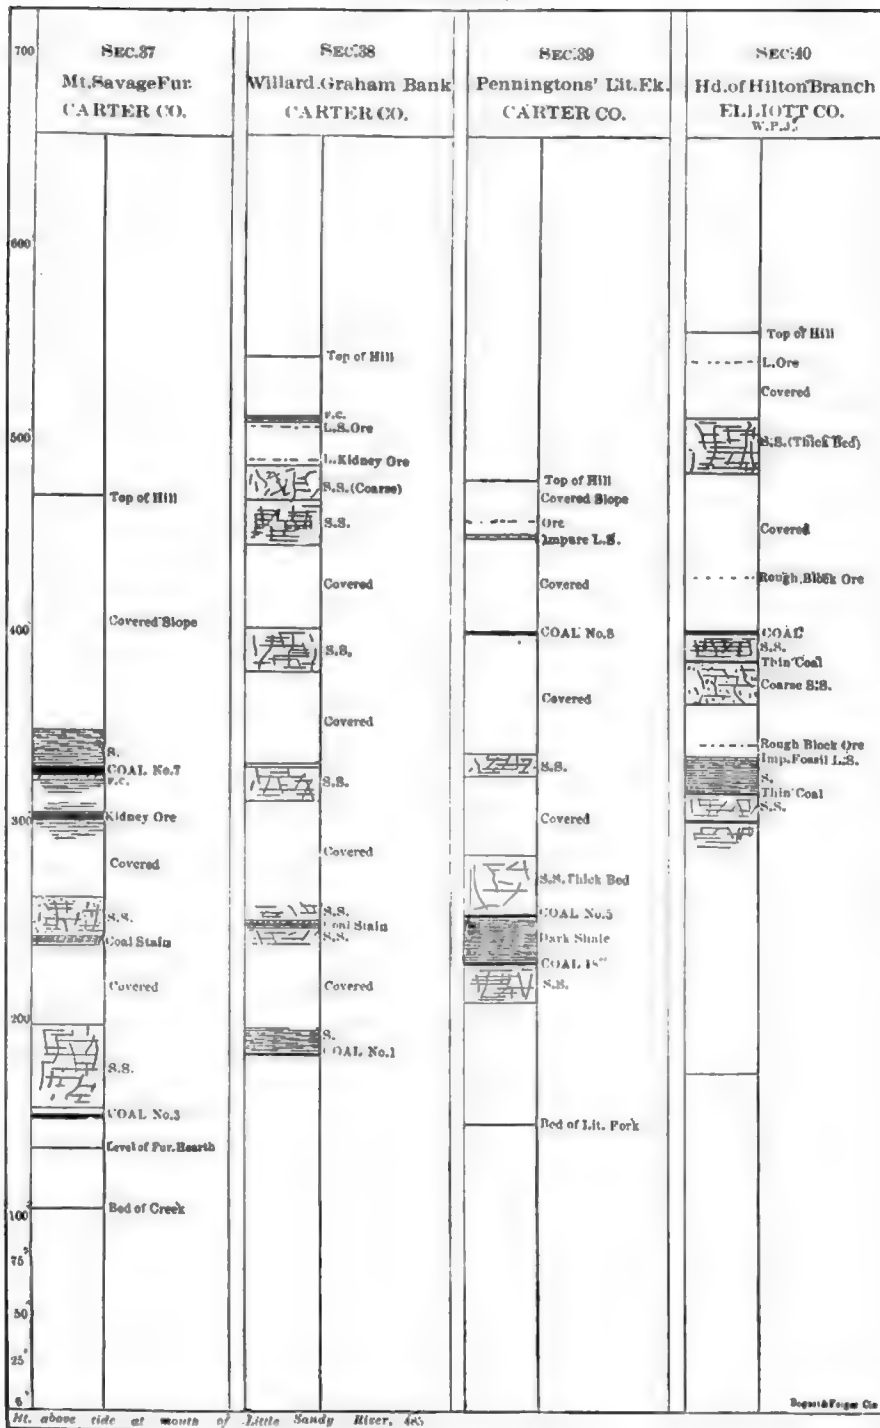 700
SEC.37
Mt.Savage Fur.
CARTER CO.
600
Top of Hill
500
Covered Slope
400
S.
COAL No.7
F.C.
Kidney Ore
300
Covered
S.S.
Coal Stain
Covered
200
S.S.
COAL No.3
Level of Fur. Hearth
Bed of Creek
100
75
50
25
SEC.38
Willard.Graham Bank
CARTER CO.
Top of Hill
F.C.
L.S.Ore
L.Kidney Ore
S.S.(Coarse)
S.S.
Covered
S.S.
Covered
S.S.
Covered
S.S.
Coal Stain
S.S.
Covered
S.
COAL No.1
SEC.39
Penningtons' Lit.Fk.
CARTER CO.
Top of Hill
Covered Slope
Ore
Impure L.S.
Covered
COAL No.8
Covered
S.S.
Covered
S.S. Thick Bed
COAL No.5
Dark Shale
COAL 18"
S.S.
Bed of Lit. Fork
SEC.40
Hd.of Hilton Branch
ELLIOTT CO.
W.P.J.
Top of Hill
L.Ore
Covered
S.S.(Thick Bed)
Covered
Rough Block Ore
COAL
S.S.
Thin Coal
Coarse S.S.
Rough Block Ore
Imp.Fossil L.S.
S.
Thin Coal
S.S.
Ht. above tide at mouth of Little Sandy River, 485